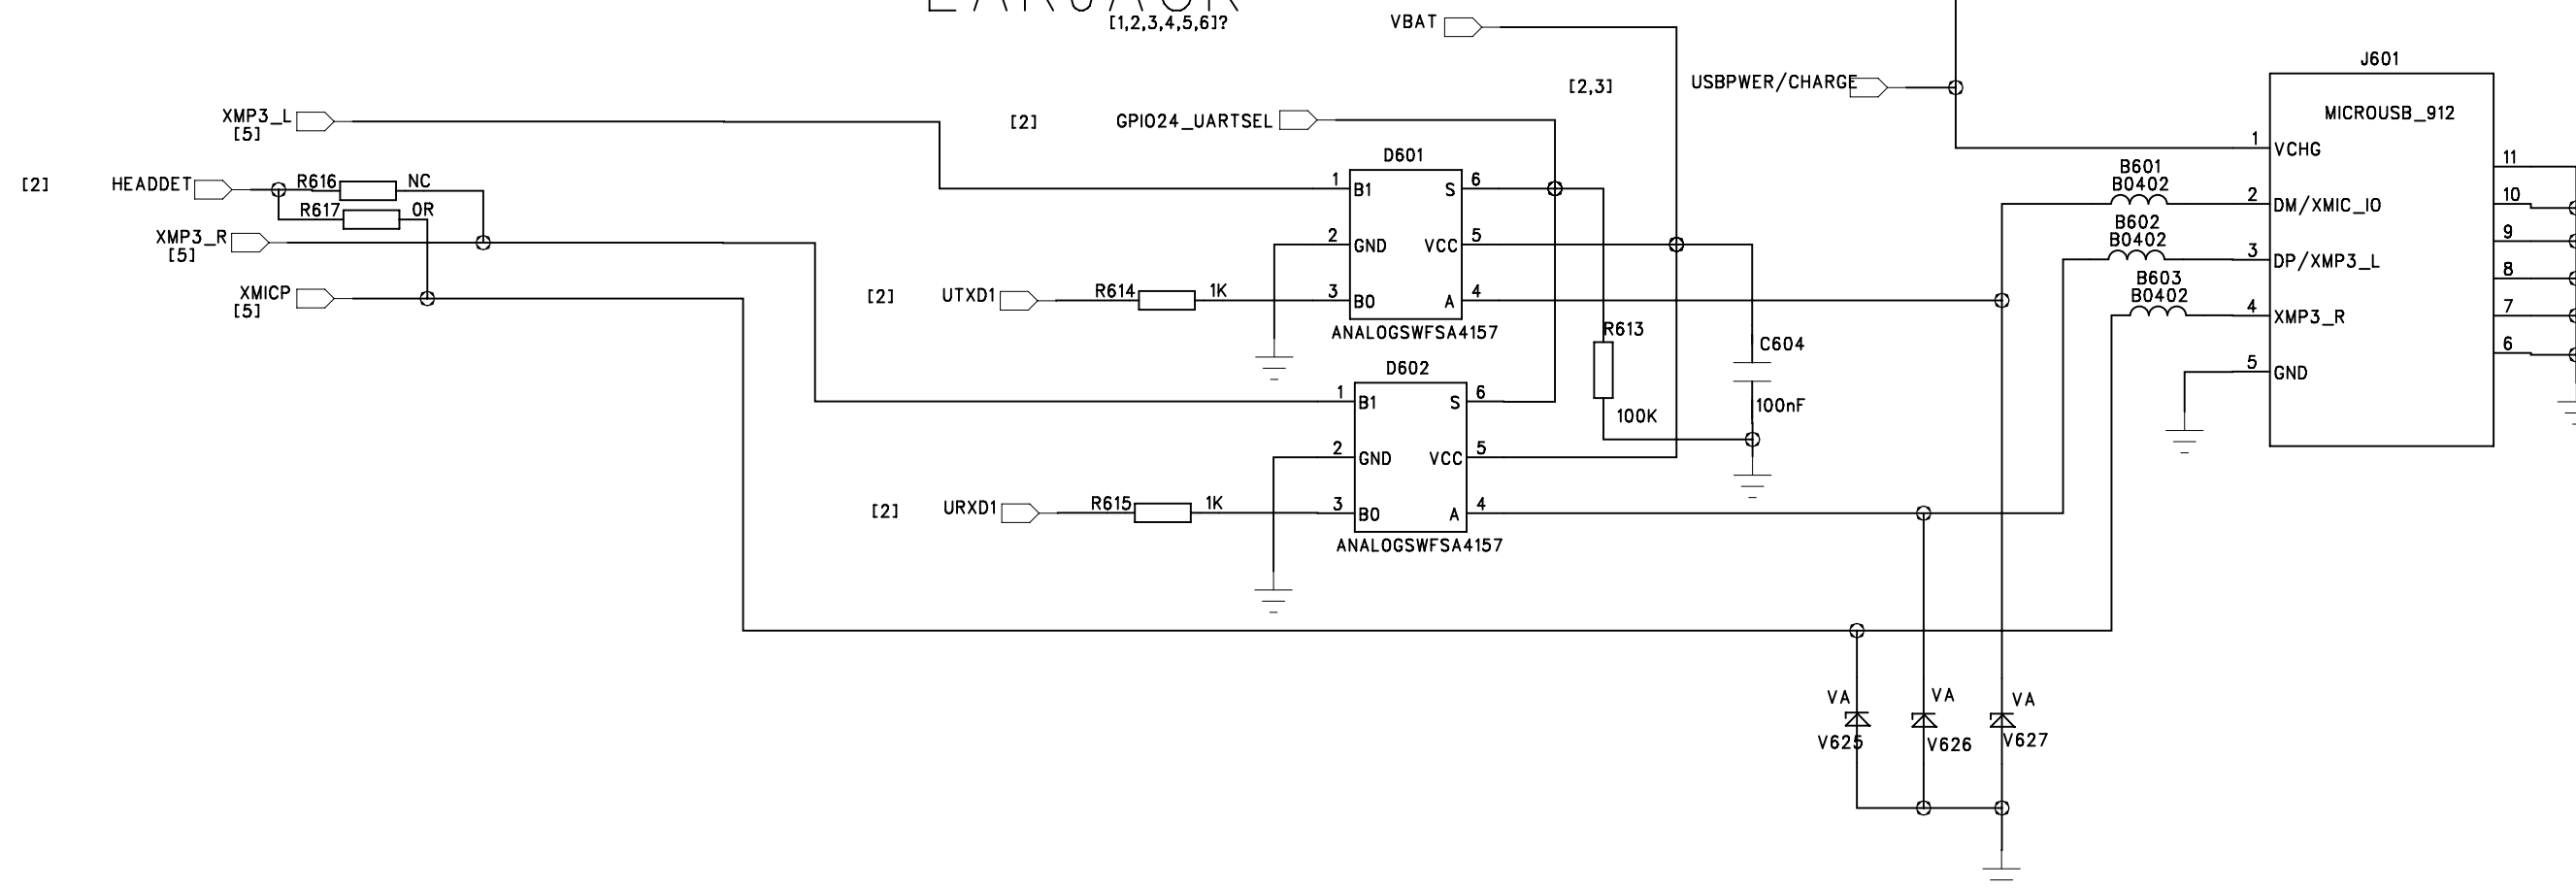 EARJACK
[1,2,3,4,5,6]?
VBAT
J601
[2,3]
USBPWER/CHARGE
MICROUSB_912
XMP3_L
[5]
[2]
GPIO24_UARTSEL
D601
1
B1
S
6
2
GND
VCC
5
3
B0
A
4
ANALOGSWFSA4157
[2]
HEADDET
R616
NC
R617
0R
XMP3_R
[5]
XMICP
[5]
[2]
UTXD1
R614
1K
R613
100K
C604
100nF
D602
1
B1
S
6
2
GND
VCC
5
3
B0
A
4
ANALOGSWFSA4157
[2]
URXD1
R615
1K
1
VCHG
B601
B0402
2
DM/XMIC_IO
B602
B0402
3
DP/XMP3_L
B603
B0402
4
XMP3_R
5
GND
11
10
9
8
7
6
VA
V625
VA
V626
VA
V627